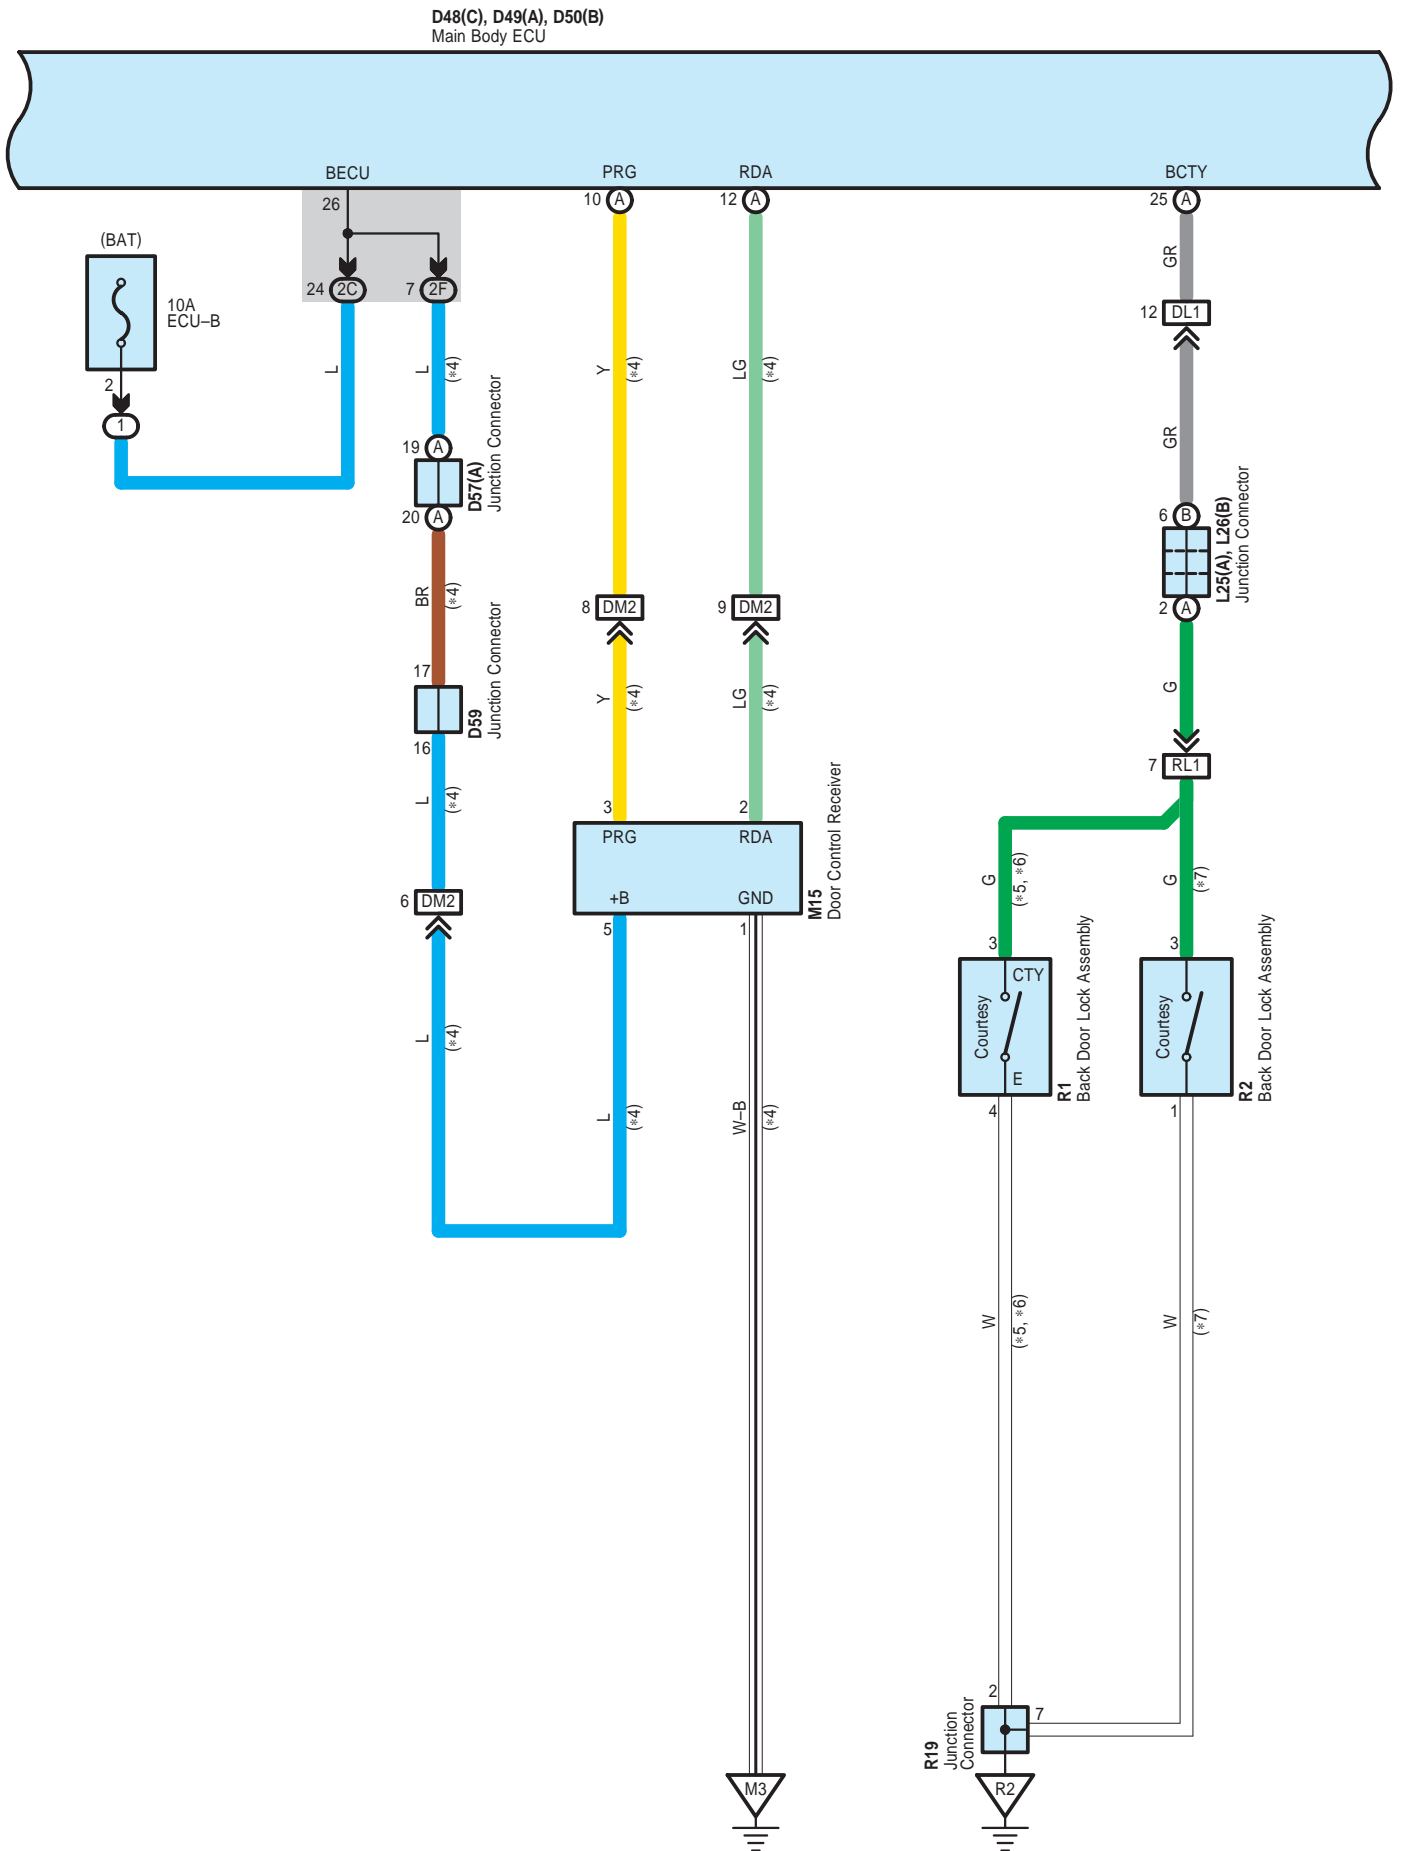 D48(C), D49(A), D50(B)
Main Body ECU
BECU
PRG
RDA
BCTY
26
10 A
12 A
25 A
(BAT)
24 2C
7 2F
10A
ECU–B
2
1
L
L
(∗4)
Y
(∗4)
LG
(∗4)
GR
12 DL1
GR
19 A
D57(A)
Junction Connector
20 A
BR
(∗4)
6 B
L25(A), L26(B)
Junction Connector
2 A
8 DM2
9 DM2
17
D59
Junction Connector
16
Y
(∗4)
LG
(∗4)
G
7 RL1
L
(∗4)
3
2
PRG
RDA
+B
GND
M15
Door Control Receiver
5
1
6 DM2
G
(∗5, ∗6)
G
(∗7)
3
3
CTY
Courtesy
E
R1
Back Door Lock Assembly
Courtesy
R2
Back Door Lock Assembly
4
1
L
(∗4)
L
(∗4)
W–B
(∗4)
W
(∗5, ∗6)
W
(∗7)
2
7
R19
Junction
Connector
M3
R2